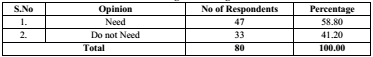 S.No Opinion No of Respondents Percentage
1. Need 47 58.80
2. Do not Need 33 41.20
Total 80 100.00